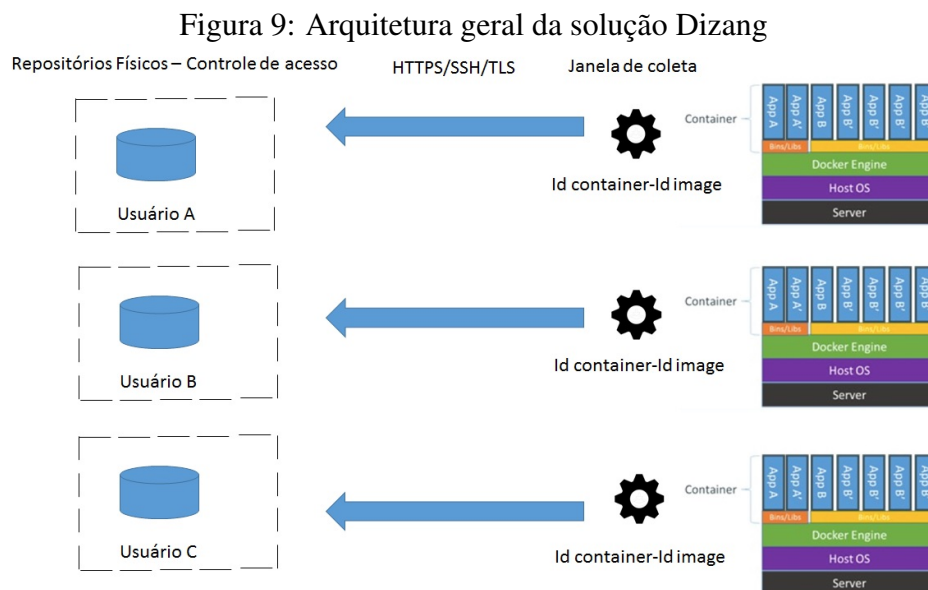 Figura 9: Arquitetura geral da solução Dizang
Repositórios Físicos – Controle de acesso
HTTPS/SSH/TLS
Janela de coleta
Usuário A
Id container-Id image
Container
App A
App A'
App B
App B'
App B'
App B'
App B
Bins/Libs
Bins/Libs
Docker Engine
Host OS
Server
Usuário B
Id container-Id image
Container
App A
App A'
App B
App B'
App B'
App B'
App B
Bins/Libs
Bins/Libs
Docker Engine
Host OS
Server
Usuário C
Id container-Id image
Container
App A
App A'
App B
App B'
App B'
App B'
App B
Bins/Libs
Bins/Libs
Docker Engine
Host OS
Server